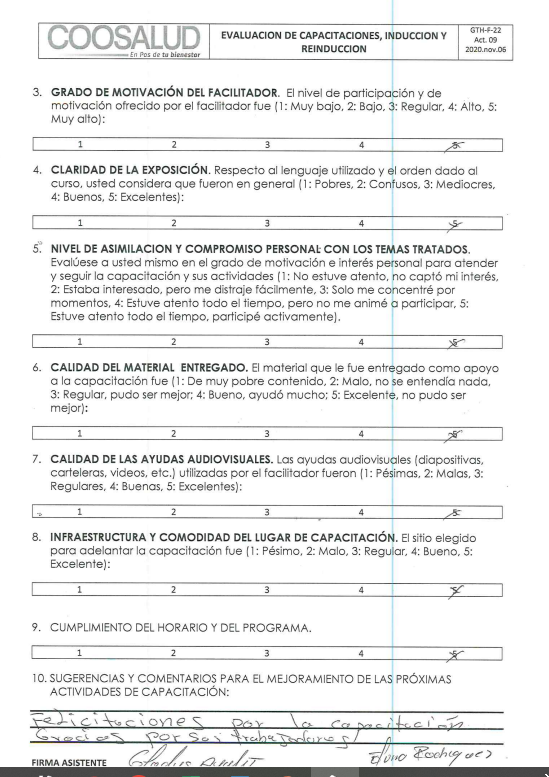 COOSALUD
En Pos de tu bienestar
EVALUACION DE CAPACITACIONES, INDUCCION Y
REINDUCCION
GTH-F-22
Act. 09
2020.nov.06
3. GRADO DE MOTIVACIÓN DEL FACILITADOR. El nivel de participación y de
motivación ofrecido por el facilitador fue (1: Muy bajo, 2: Bajo, 3: Regular, 4: Alto, 5:
Muy alto):
1 2 3 4 5
4. CLARIDAD DE LA EXPOSICIÓN. Respecto al lenguaje utilizado y el orden dado al
curso, usted considera que fueron en general (1: Pobres, 2: Confusos, 3: Mediocres,
4: Buenos, 5: Excelentes):
1 2 3 4 5
5. NIVEL DE ASIMILACION Y COMPROMISO PERSONAL CON LOS TEMAS TRATADOS.
Evalúese a usted mismo en el grado de motivación e interés personal para atender
y seguir la capacitación y sus actividades (1: No estuve atento, no captó mi interés,
2: Estaba interesado, pero me distraje fácilmente, 3: Solo me concentré por
momentos, 4: Estuve atento todo el tiempo, pero no me animé a participar, 5:
Estuve atento todo el tiempo, participé activamente).
1 2 3 4 5
6. CALIDAD DEL MATERIAL ENTREGADO. El material que le fue entregado como apoyo
a la capacitación fue (1: De muy pobre contenido, 2: Malo, no se entendía nada,
3: Regular, pudo ser mejor; 4: Bueno, ayudó mucho; 5: Excelente, no pudo ser
mejor):
1 2 3 4 5
7. CALIDAD DE LAS AYUDAS AUDIOVISUALES. Las ayudas audiovisuales (diapositivas,
carteleras, videos, etc.) utilizadas por el facilitador fueron (1: Pésimas, 2: Malas, 3:
Regulares, 4: Buenas, 5: Excelentes):
1 2 3 4 5
8. INFRAESTRUCTURA Y COMODIDAD DEL LUGAR DE CAPACITACIÓN. El sitio elegido
para adelantar la capacitación fue (1: Pésimo, 2: Malo, 3: Regular, 4: Bueno, 5:
Excelente):
1 2 3 4 5
9. CUMPLIMIENTO DEL HORARIO Y DEL PROGRAMA.
1 2 3 4 5
10. SUGERENCIAS Y COMENTARIOS PARA EL MEJORAMIENTO DE LAS PRÓXIMAS
ACTIVIDADES DE CAPACITACIÓN:
Felicitaciones por la capacitación
Gracias por ser trabajadores!
FIRMA ASISTENTE Rodriguez